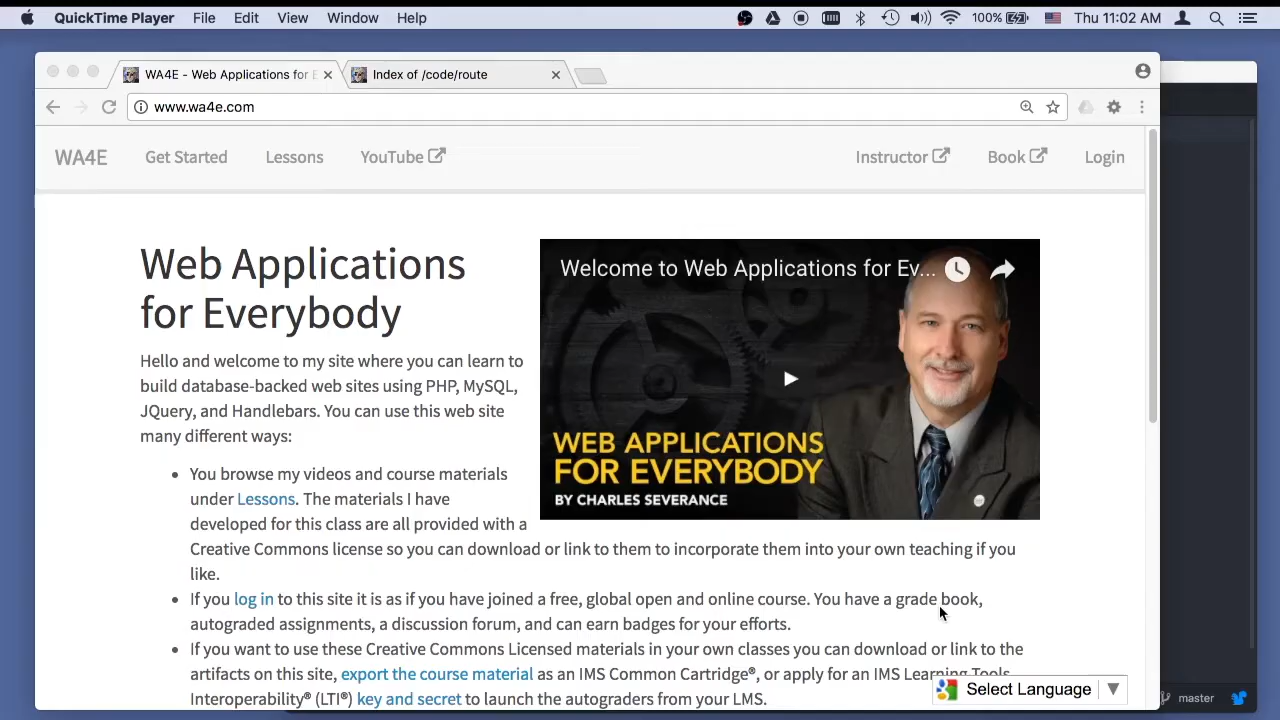 QuickTime Player File Edit View Window Help 100% Thu 11:02 AM
WA4E - Web Applications for E
Index of /code/route
www.wa4e.com
WA4E Get Started Lessons YouTube Instructor Book Login
Web Applications
for Everybody
Hello and welcome to my site where you can learn to
build database-backed web sites using PHP, MySQL,
JQuery, and Handlebars. You can use this web site
many different ways:
Welcome to Web Applications for Ev...
WEB APPLICATIONS
FOR EVERYBODY
BY CHARLES SEVERANCE
• You browse my videos and course materials
under Lessons. The materials I have
developed for this class are all provided with a
Creative Commons license so you can download or link to them to incorporate them into your own teaching if you
like.
• If you log in to this site it is as if you have joined a free, global open and online course. You have a grade book,
autograded assignments, a discussion forum, and can earn badges for your efforts.
• If you want to use these Creative Commons Licensed materials in your own classes you can download or link to the
artifacts on this site, export the course material as an IMS Common Cartridge®, or apply for an IMS Learning Tools
Interoperability® (LTI®) key and secret to launch the autograders from your LMS.
Select Language
master